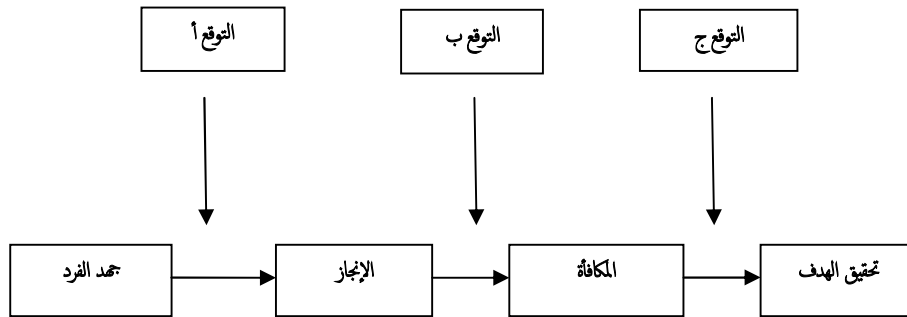 التوقع أ
التوقع ب
التوقع ج
جهد الفرد
الإنجاز
المكافأة
تحقيق الهدف